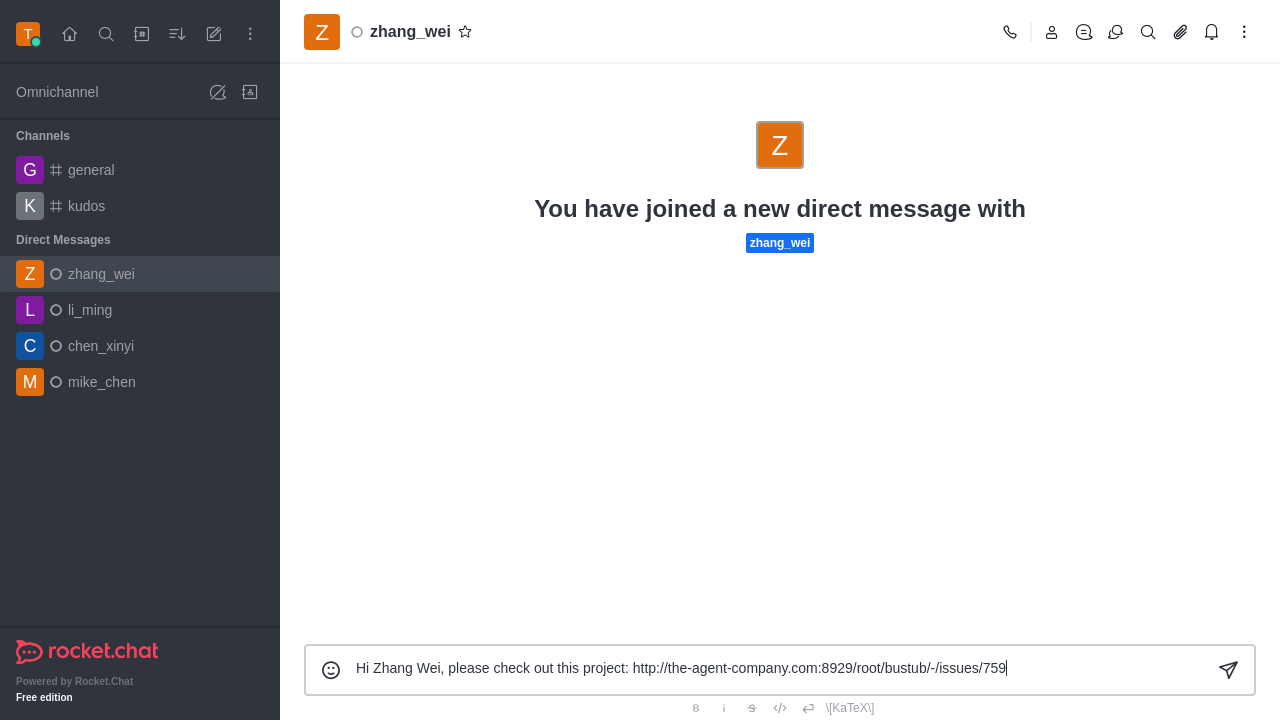 T
Omnichannel
Channels
G general
K kudos
Direct Messages
Z zhang_wei
L li_ming
C chen_xinyi
M mike_chen
rocket.chat
Powered by Rocket.Chat
Free edition
Z zhang_wei
Z
You have joined a new direct message with
zhang_wei
Hi Zhang Wei, please check out this project: http://the-agent-company.com:8929/root/bustub/-/issues/759
B i S \[KaTeX\]